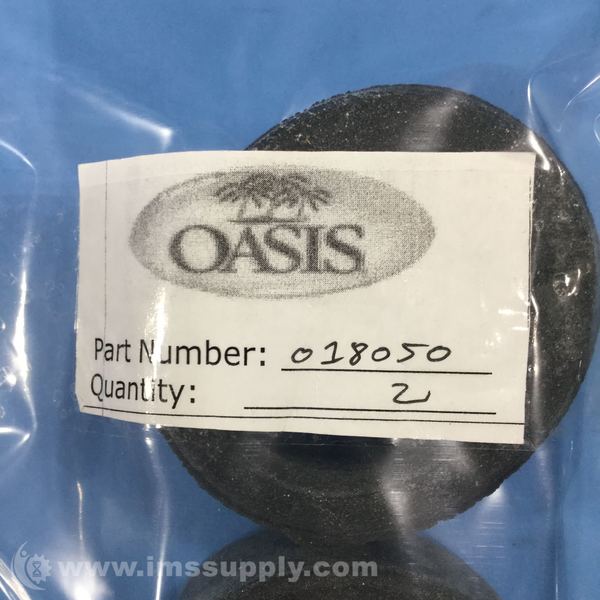 OASIS
Part Number: 018050
Quantity: 2
www.imssupply.com